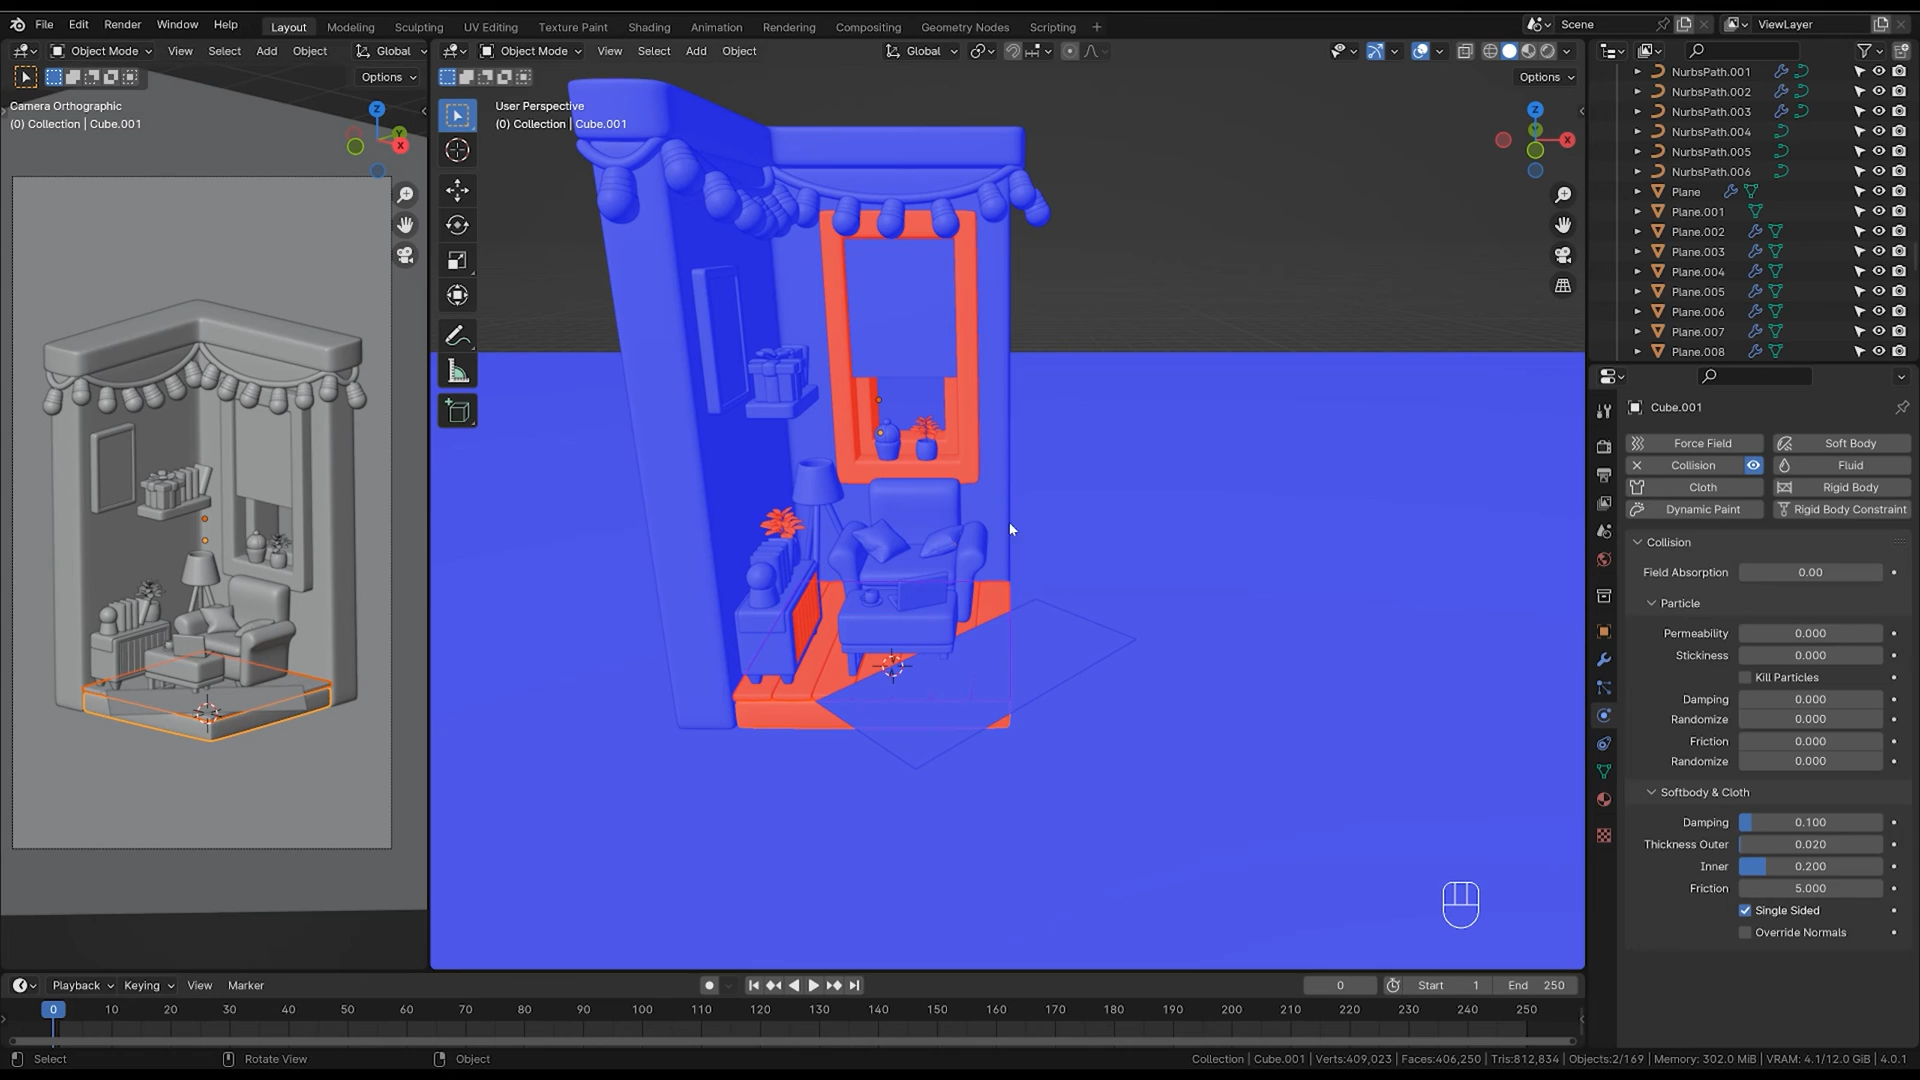 File Edit Render Window Help Layout Modeling Sculpting UV Editing Texture Paint Shading Animation Rendering Compositing Geometry Nodes Scripting + Scene ViewLayer
Object Mode View Select Add Object Global
Options
Camera Orthographic
(0) Collection | Cube.001
Z
Y
X
Object Mode View Select Add Object Global
Options
User Perspective
(0) Collection | Cube.001
Z
Y
X
NurbsPath.001
NurbsPath.002
NurbsPath.003
NurbsPath.004
NurbsPath.005
NurbsPath.006
Plane
Plane.001
Plane.002
Plane.003
Plane.004
Plane.005
Plane.006
Plane.007
Plane.008
Cube.001
Force Field Soft Body
Collision Fluid
Cloth Rigid Body
Dynamic Paint Rigid Body Constraint
Collision
Field Absorption 0.00
Particle
Permeability 0.000
Stickiness 0.000
Kill Particles
Damping 0.000
Randomize 0.000
Friction 0.000
Randomize 0.000
Softbody & Cloth
Damping 0.100
Thickness Outer 0.020
Inner 0.200
Friction 5.000
Single Sided
Override Normals
Playback Keying View Marker 0 Start 1 End 250
0 10 20 30 40 50 60 70 80 90 100 110 120 130 140 150 160 170 180 190 200 210 220 230 240 250
Select Rotate View Object Collection | Cube.001 | Verts:409,023 | Faces:406,250 | Tris:812,834 | Objects:2/169 | Memory: 302.0 MiB | VRAM: 4.1/12.0 GiB | 4.0.1